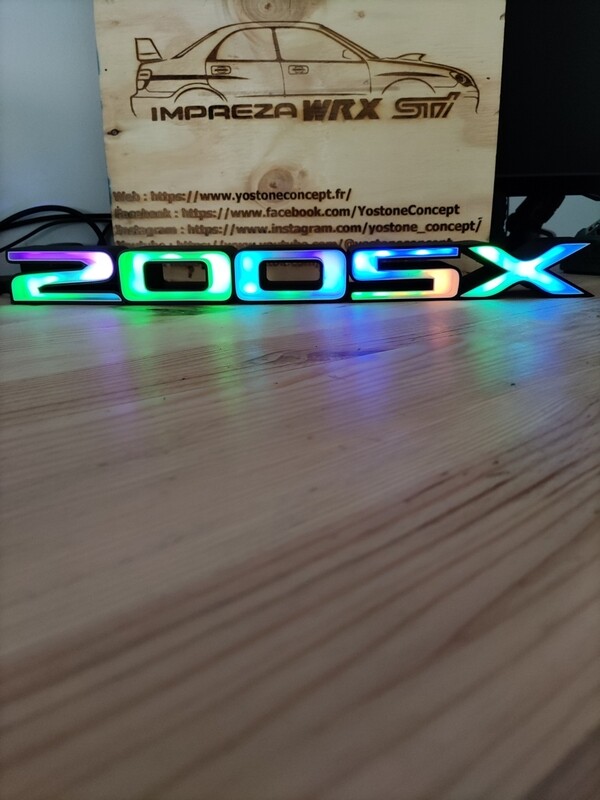 IMPREZA WRX STi
Web : https://www.yostoneconcept.fr/
Facebook : https://www.facebook.com/YostoneConcept
Instagram : https://www.instagram.com/yostone_concept/
200SX